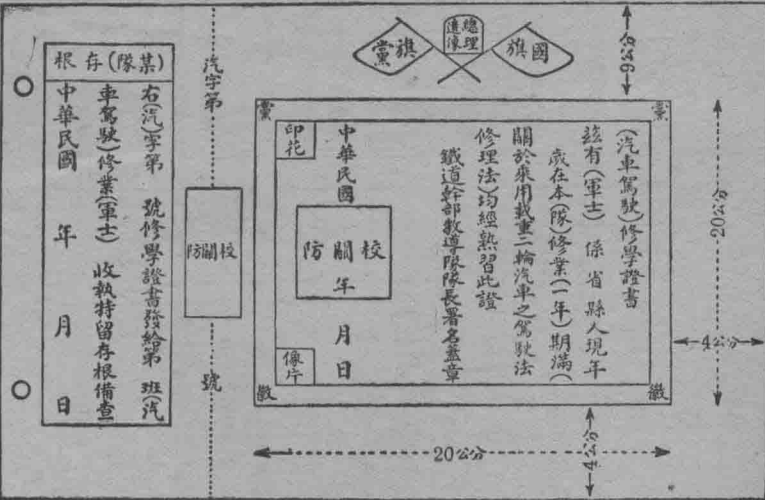 國旗
總理遺像
黨旗
6公分
黨
黨
徽
徽
(汽車駕駛)修學證書
茲有(軍士) 係 省 縣人現年
歲在本(隊)修業(一年)期滿(
關於乘用載重二輪汽車之駕駛法
修理法)均經熟習此證
鐵道幹部教導隊隊長署名蓋章
中華民國 年 月 日
校關防
印花
像片
20公分
4公分
20公分
4公分
汽字第
校關防
號
(某隊)存根
右(汽)字第 號修學證書發給第 班(汽
車駕駛)修業(軍士) 收執特留存根備查
中華民國 年 月 日